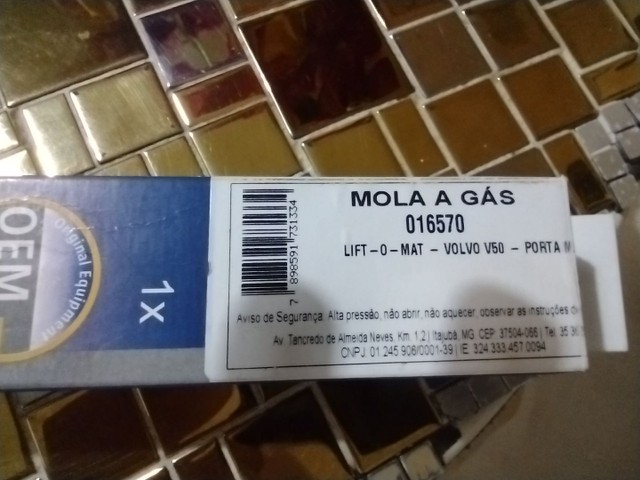 MOLA A GÁS
016570
LIFT-O-MAT - VOLVO V50 - PORTA M
7 898591 731334
Aviso de Segurança: Alta pressão, não abrir, não aquecer, observar as instruções de
Av. Tancredo de Almeida Neves, Km. 1,2 | Itajubá, MG CEP 37504-066 | Tel: 35 36
CNPJ: 01.245.906/0001-39 | IE 324.333.457.0094
1x
OEM
Original Equipment